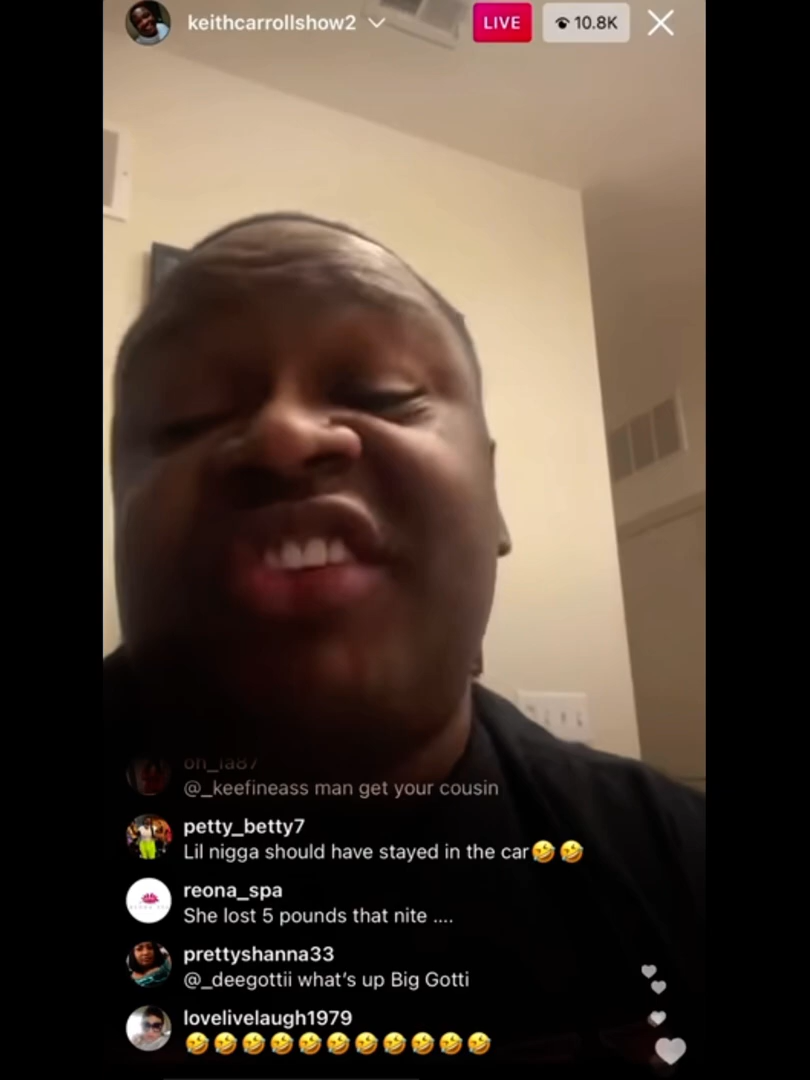 keithcarrollshow2
LIVE
10.8K
@_keefineass man get your cousin
petty_betty7
Lil nigga should have stayed in the car🤣🤣
reona_spa
She lost 5 pounds that nite ....
prettyshanna33
@_deegottii what's up Big Gotti
lovelivelaugh1979
🤣🤣🤣🤣🤣🤣🤣🤣🤣🤣🤣